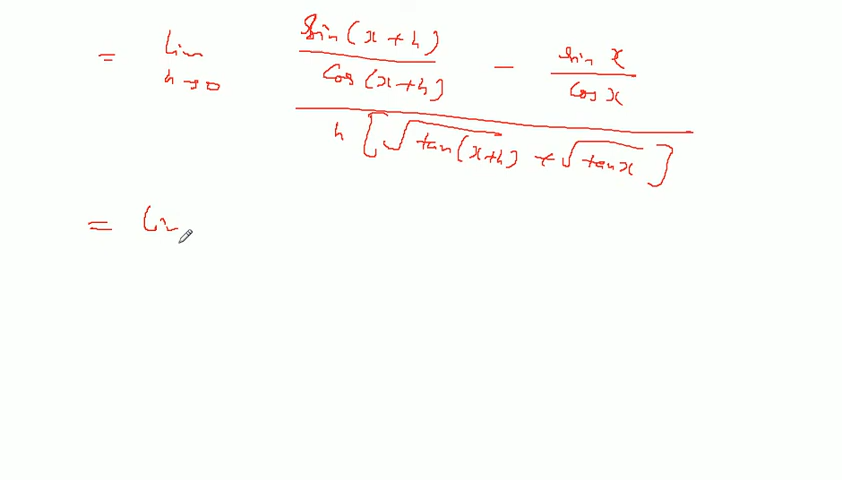 = lim h→0 (sin(x+h)/cos(x+h) − sin x/cos x) / (h[√tan(x+h) + √tan x])
= lim